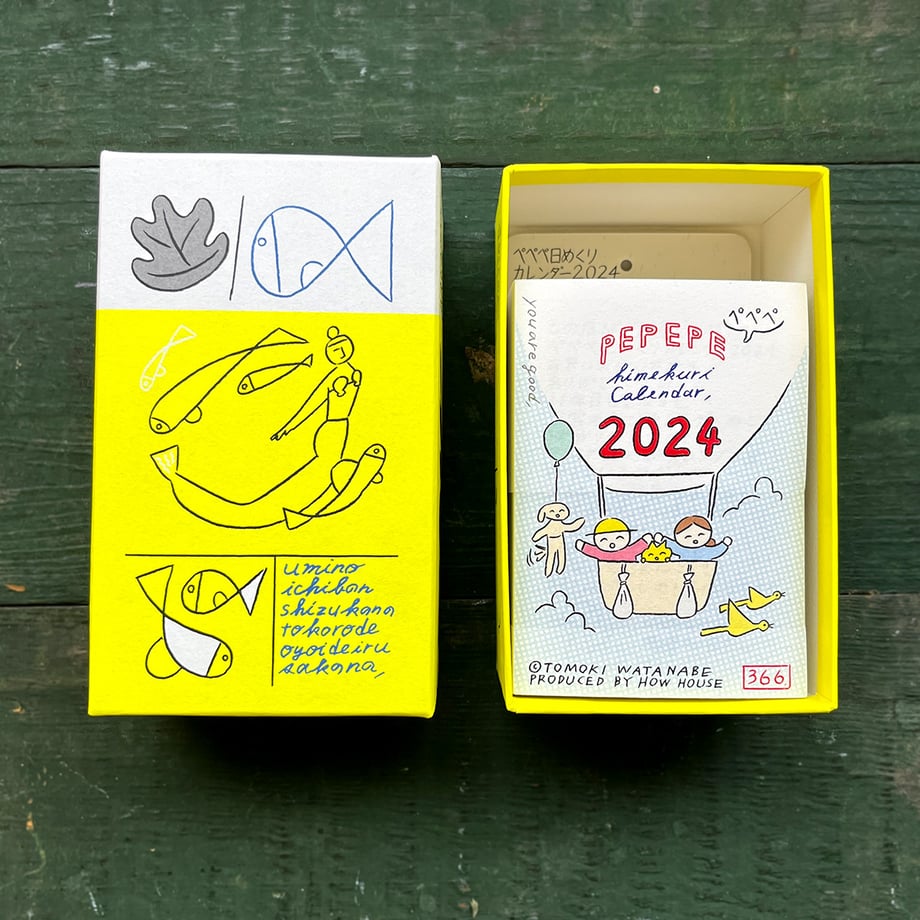 umino
ichiban
shizukana
tokorode
oyoideiru
sakana,
ぺぺぺ日めくり
カレンダー2024
you are good,
ぺぺぺ
PEPEPE
himekuri
Calendar,
2024
©TOMOKI WATANABE
PRODUCED BY HOW HOUSE
366